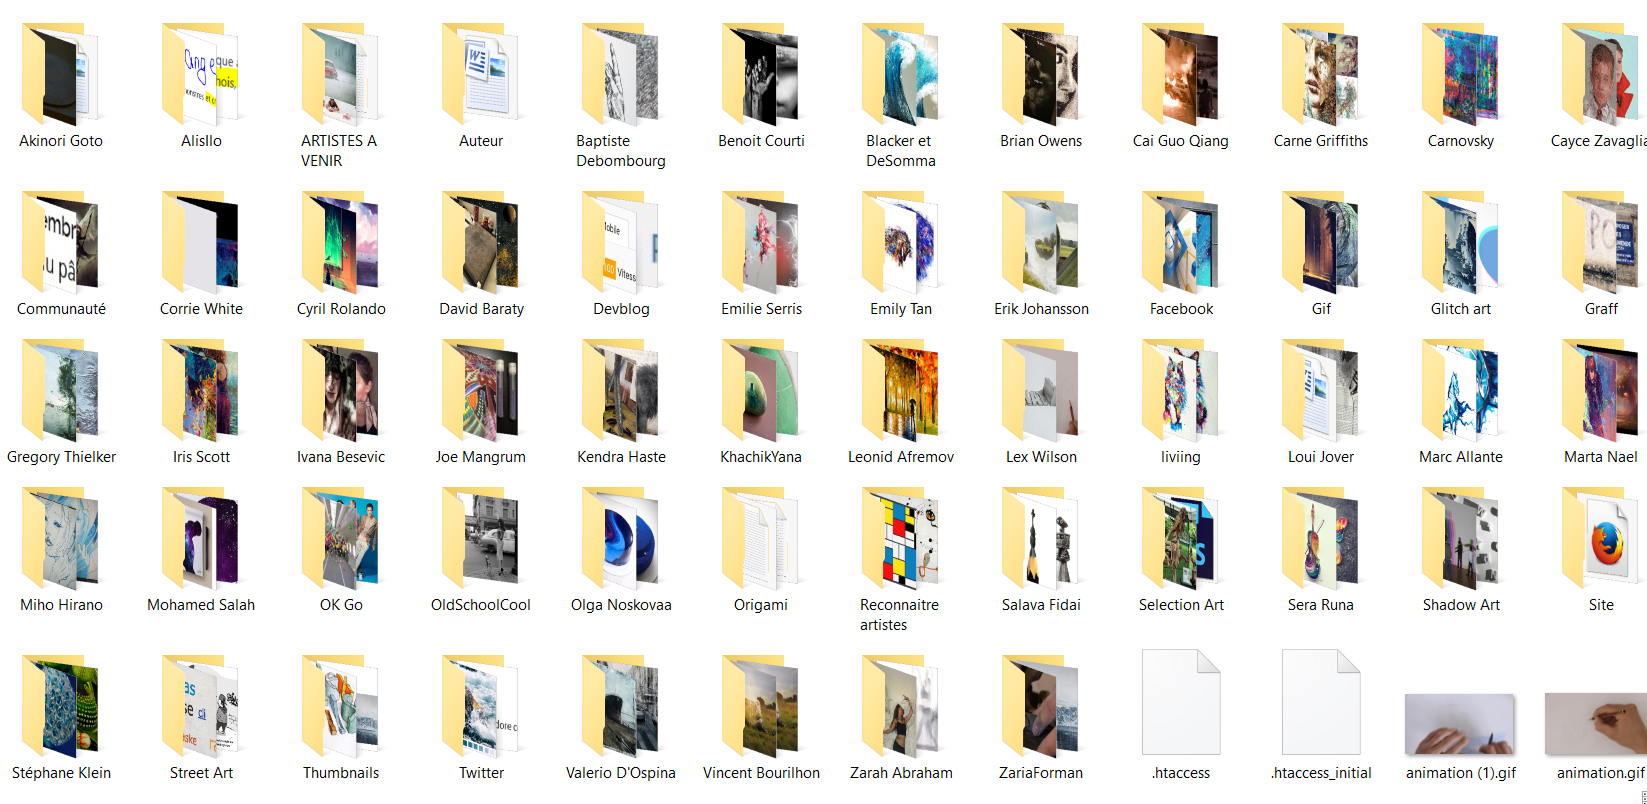 Akinori Goto
Alisllo
ARTISTES A
VENIR
Auteur
Baptiste
Debombourg
Benoit Courti
Blacker et
DeSomma
Brian Owens
Cai Guo Qiang
Carne Griffiths
Carnovsky
Cayce Zavaglia
Communauté
Corrie White
Cyril Rolando
David Baraty
Devblog
Emilie Serris
Emily Tan
Erik Johansson
Facebook
Gif
Glitch art
Graff
Gregory Thielker
Iris Scott
Ivana Besevic
Joe Mangrum
Kendra Haste
KhachikYana
Leonid Afremov
Lex Wilson
liviing
Loui Jover
Marc Allante
Marta Nael
Miho Hirano
Mohamed Salah
OK Go
OldSchoolCool
Olga Noskovaa
Origami
Reconnaitre
artistes
Salava Fidai
Selection Art
Sera Runa
Shadow Art
Site
Stéphane Klein
Street Art
Thumbnails
Twitter
Valerio D'Ospina
Vincent Bourilhon
Zarah Abraham
ZariaForman
.htaccess
.htaccess_initial
animation (1).gif
animation.gif